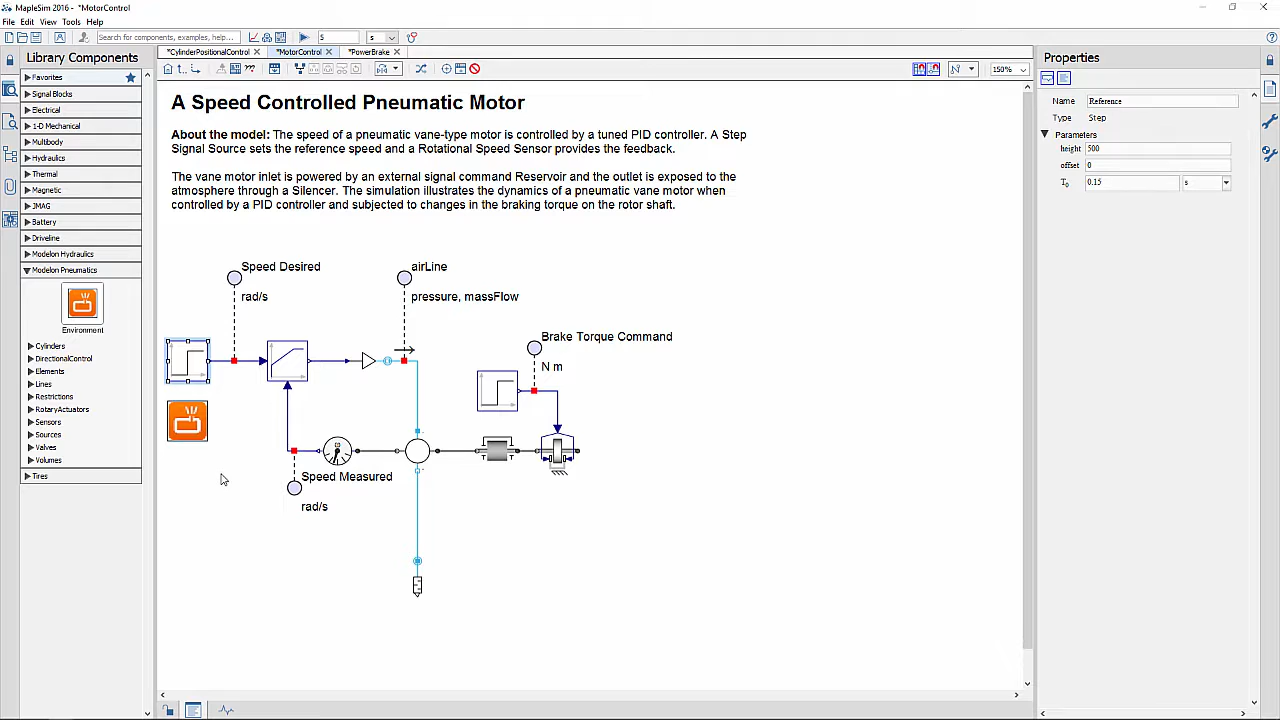 MapleSim 2016 - *MotorControl
File Edit View Tools Help
Search for components, examples, help
5
s
Library Components
*CylinderPositionalControl
*MotorControl
*PowerBrake
Properties
150%
Favorites
Signal Blocks
Electrical
1-D Mechanical
Multibody
Hydraulics
Thermal
Magnetic
JMAG
Battery
Driveline
Modelon Hydraulics
Modelon Pneumatics
Environment
Cylinders
DirectionalControl
Elements
Lines
Restrictions
RotaryActuators
Sensors
Sources
Valves
Volumes
Tires
A Speed Controlled Pneumatic Motor
About the model: The speed of a pneumatic vane-type motor is controlled by a tuned PID controller. A Step
Signal Source sets the reference speed and a Rotational Speed Sensor provides the feedback.
The vane motor inlet is powered by an external signal command Reservoir and the outlet is exposed to the
atmosphere through a Silencer. The simulation illustrates the dynamics of a pneumatic vane motor when
controlled by a PID controller and subjected to changes in the braking torque on the rotor shaft.
Speed Desired
rad/s
airLine
pressure, massFlow
Brake Torque Command
N m
Speed Measured
rad/s
Name Reference
Type Step
Parameters
height 500
offset 0
T0 0.15 s